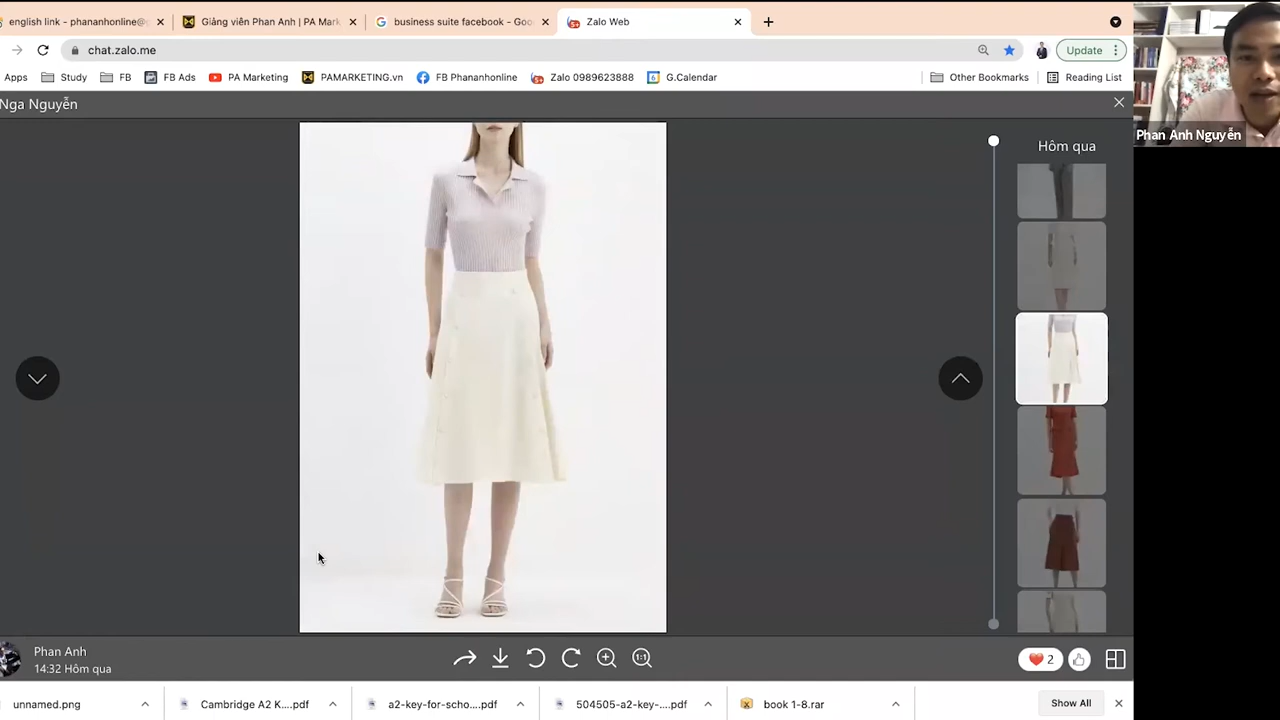 english link - phananhonline@
Giảng viên Phan Anh | PA Mark
business suite facebook - Goo
Zalo Web
chat.zalo.me
Update
Apps
Study
FB
FB Ads
PA Marketing
PAMARKETING.vn
FB Phananhonline
Zalo 0989623888
G.Calendar
Other Bookmarks
Reading List
Nga Nguyễn
Phan Anh Nguyễn
Hôm qua
Phan Anh
14:32 Hôm qua
1:1
2
unnamed.png
Cambridge A2 K....pdf
a2-key-for-scho....pdf
504505-a2-key-....pdf
book 1-8.rar
Show All